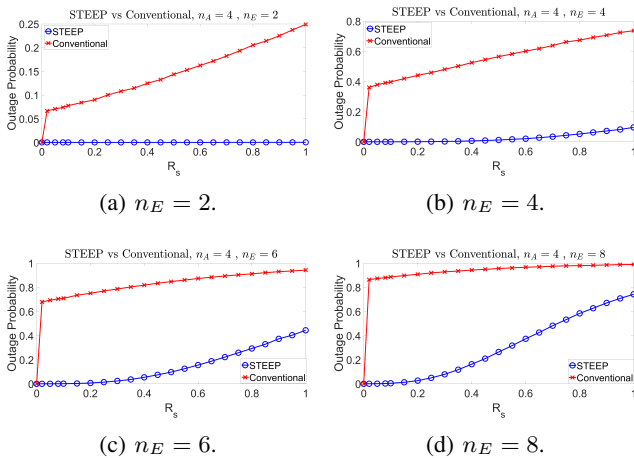 STEEP vs Conventional, n_A = 4 , n_E = 2
0.25
0.2
0.15
0.1
0.05
0
Outage Probability
STEEP
Conventional
0 0.2 0.4 0.6 0.8 1
R_s
(a) n_E = 2.
STEEP vs Conventional, n_A = 4 , n_E = 4
0.8
0.6
0.4
0.2
0
Outage Probability
STEEP
Conventional
0 0.2 0.4 0.6 0.8 1
R_s
(b) n_E = 4.
STEEP vs Conventional, n_A = 4 , n_E = 6
1
0.8
0.6
0.4
0.2
0
Outage Probability
STEEP
Conventional
0 0.2 0.4 0.6 0.8 1
R_s
(c) n_E = 6.
STEEP vs Conventional, n_A = 4 , n_E = 8
1
0.8
0.6
0.4
0.2
0
Outage Probability
STEEP
Conventional
0 0.2 0.4 0.6 0.8 1
R_s
(d) n_E = 8.